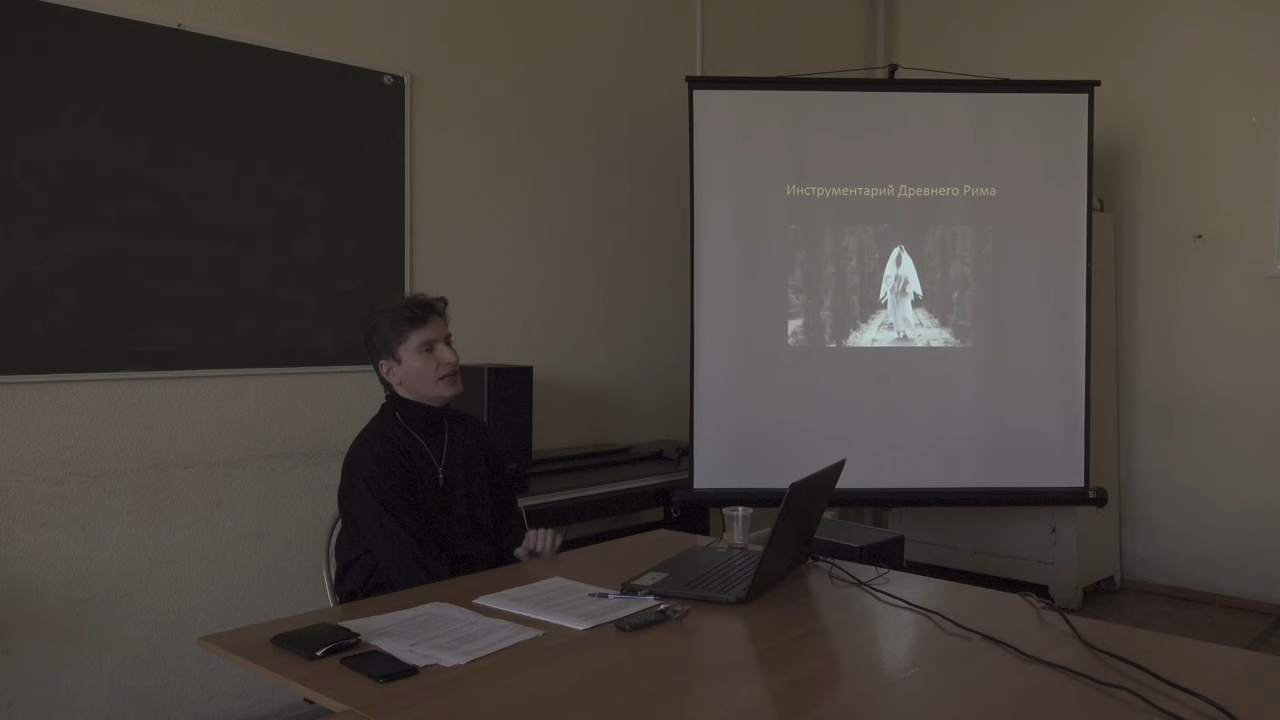 Инструментарий Древнего Рима